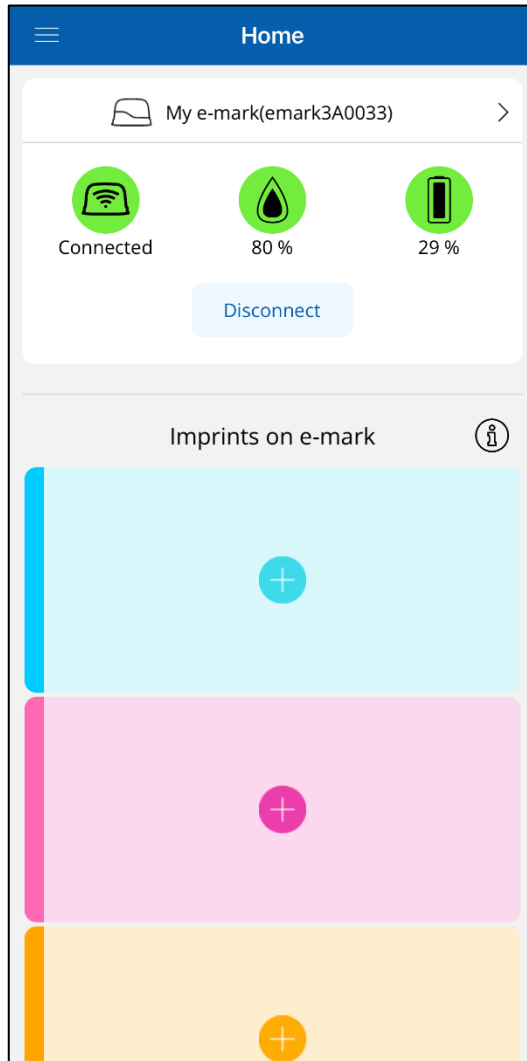 Home
My e-mark(emark3A0033)
Connected
80 %
29 %
Disconnect
Imprints on e-mark